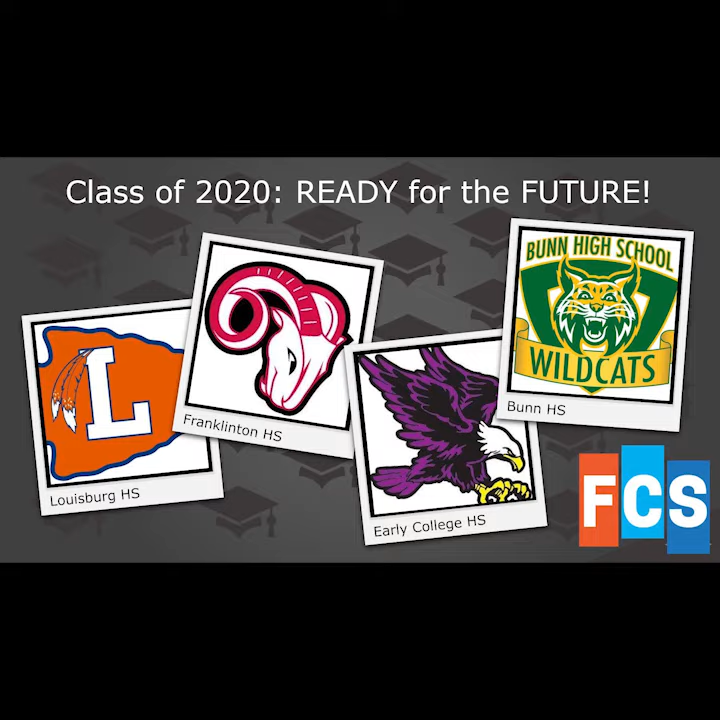 Class of 2020: READY for the FUTURE!
BUNN HIGH SCHOOL
WILDCATS
Bunn HS
Franklinton HS
L
Louisburg HS
Early College HS
FCS